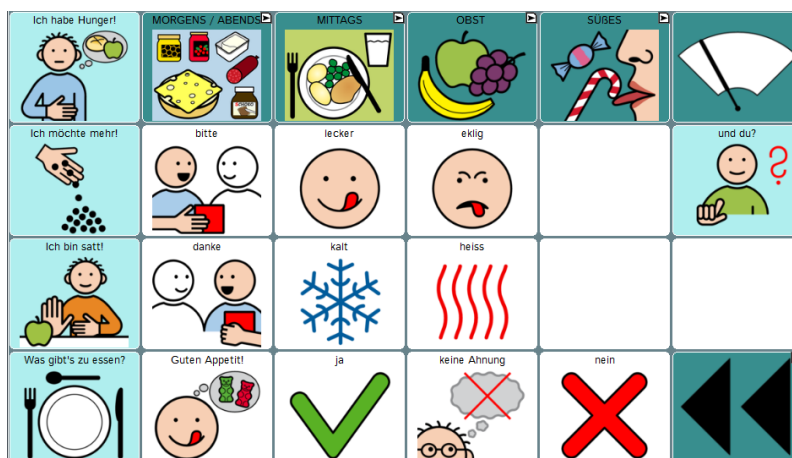 Ich habe Hunger!
MORGENS / ABENDS
MITTAGS
OBST
SÜßES
Ich möchte mehr!
bitte
lecker
eklig
und du?
Ich bin satt!
danke
kalt
heiss
Was gibt's zu essen?
Guten Appetit!
ja
keine Ahnung
nein